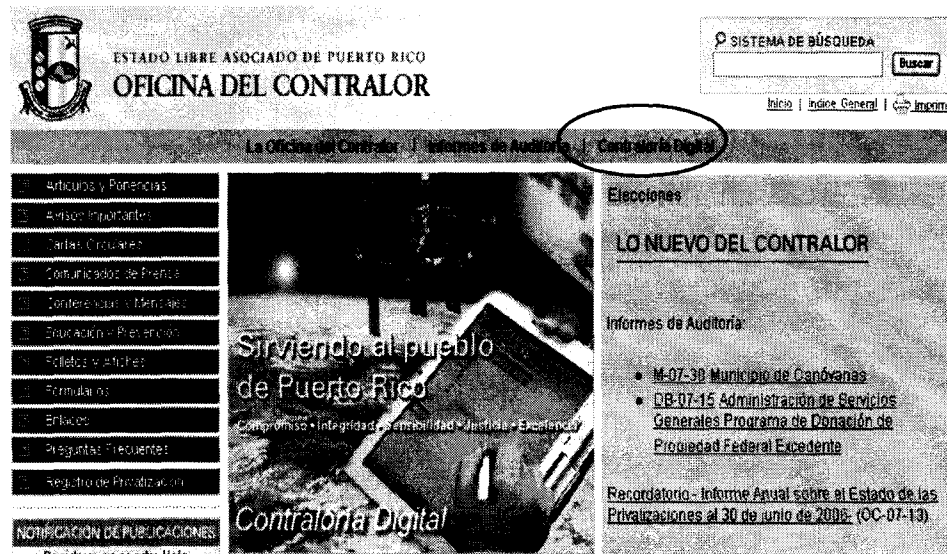 ESTADO LIBRE ASOCIADO DE PUERTO RICO
OFICINA DEL CONTRALOR
SISTEMA DE BÚSQUEDA
Buscar
Inicio | Indice General | Imprimir
La Oficina del Contralor | Informes de Auditoría | Contraloría Digital
Artículos y Ponencias
Avisos Importantes
Cartas Circulares
Comunicados de Prensa
Conferencias y Mensajes
Educación y Prevención
Folletos y Afiches
Formularios
Enlaces
Preguntas Frecuentes
Registro de Privatización
NOTIFICACIÓN DE PUBLICACIONES
Sirviendo al pueblo
de Puerto Rico
Compromiso • Integridad • Sensibilidad • Justicia • Excelencia
Contraloría Digital
Elecciones
LO NUEVO DEL CONTRALOR
Informes de Auditoría:
• M-07-30 Municipio de Canóvanas
• DB-07-15 Administración de Servicios
Generales Programa de Donación de
Propiedad Federal Excedente
Recordatorio - Informe Anual sobre el Estado de las
Privatizaciones al 30 de junio de 2006- (OC-07-13)